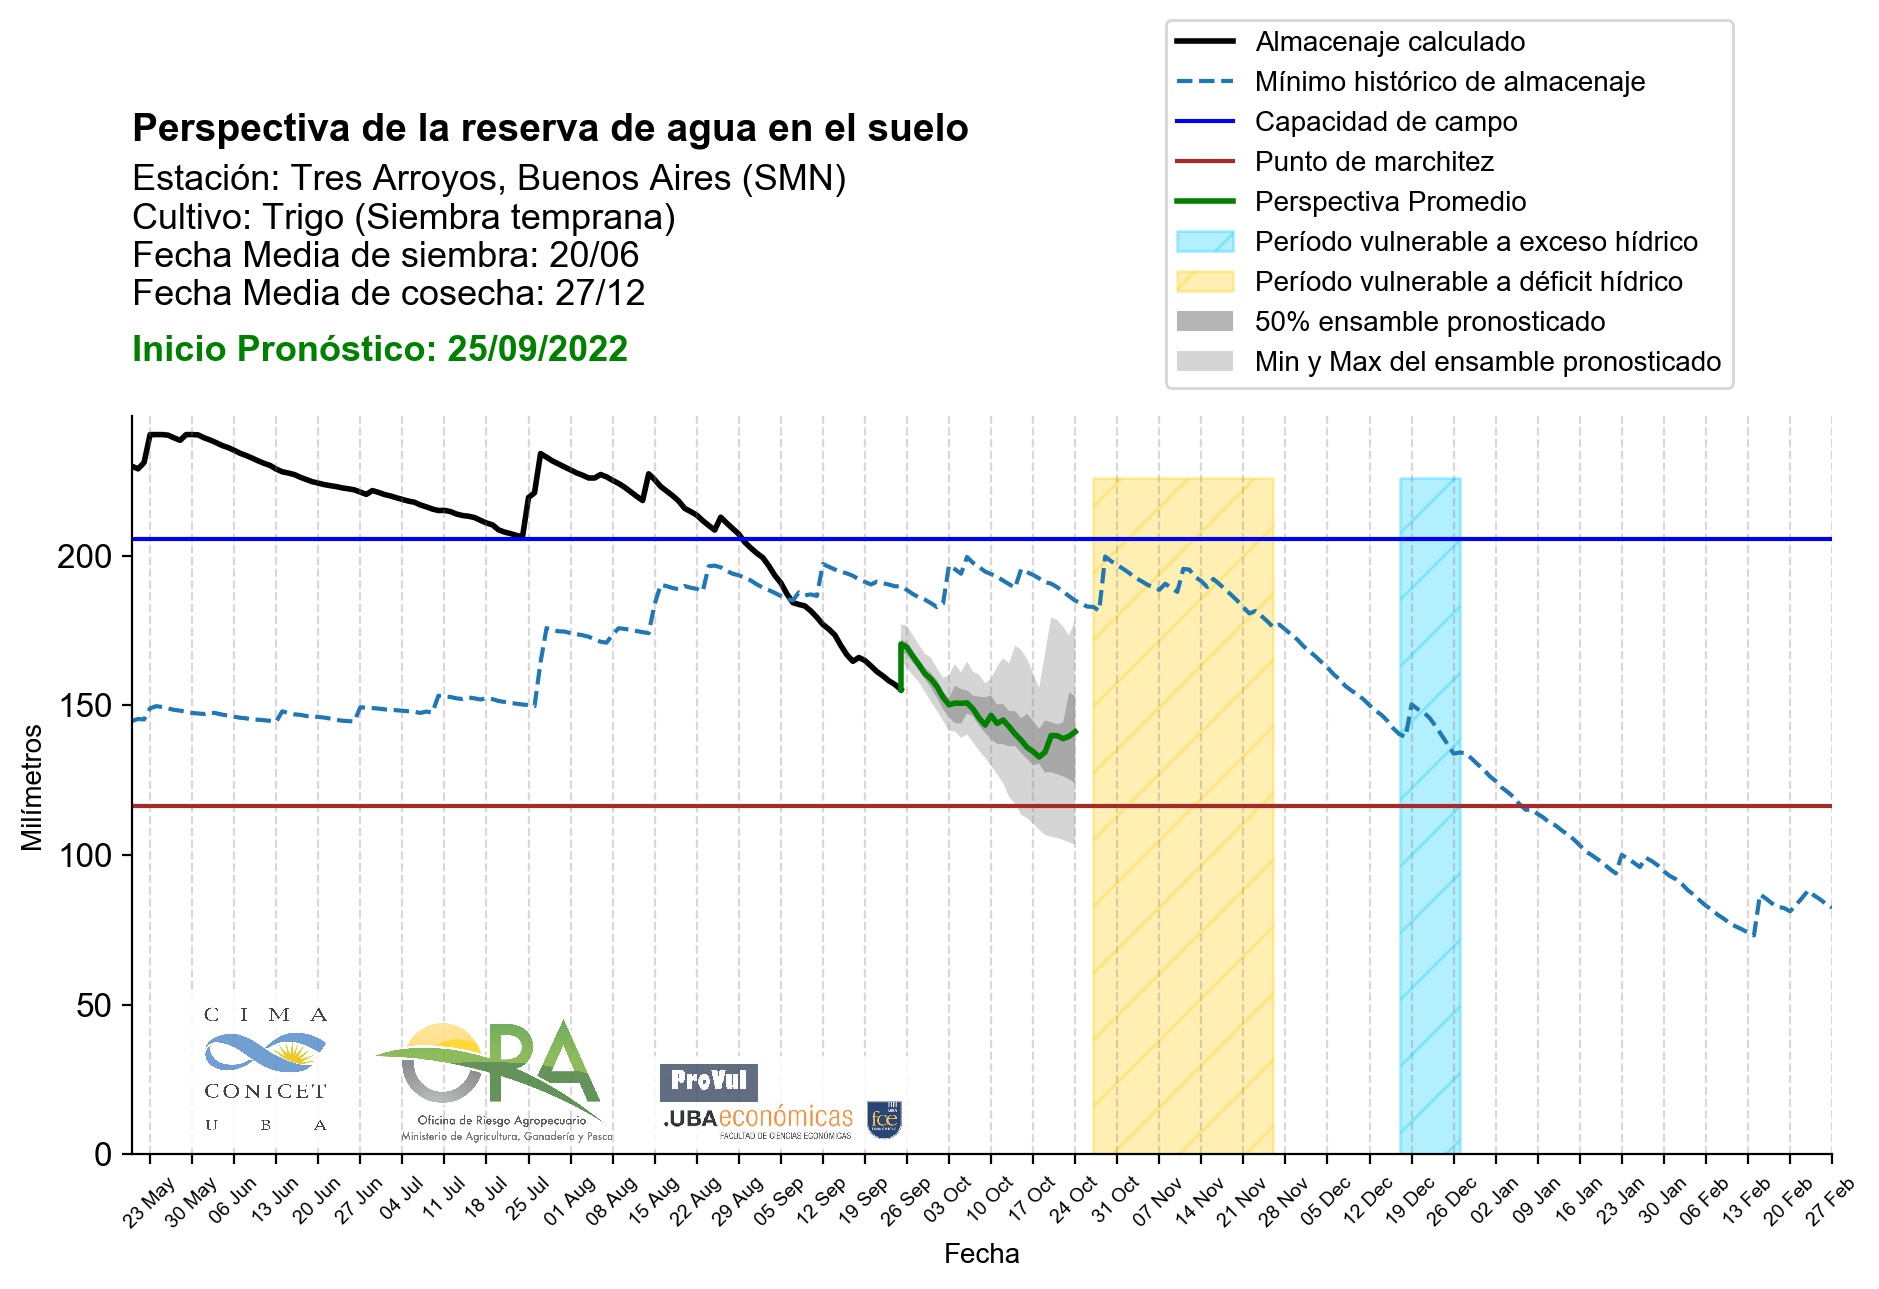 Almacenaje calculado
Mínimo histórico de almacenaje
Capacidad de campo
Punto de marchitez
Perspectiva Promedio
Período vulnerable a exceso hídrico
Período vulnerable a déficit hídrico
50% ensamble pronosticado
Min y Max del ensamble pronosticado
Perspectiva de la reserva de agua en el suelo
Estación: Tres Arroyos, Buenos Aires (SMN)
Cultivo: Trigo (Siembra temprana)
Fecha Media de siembra: 20/06
Fecha Media de cosecha: 27/12
Inicio Pronóstico: 25/09/2022
Milímetros
200
150
100
50
0
CIMA
CONICET
UBA
ORA
Oficina de Riesgo Agropecuario
Ministerio de Agricultura, Ganadería y Pesca
ProVul
.UBAeconómicas
FACULTAD DE CIENCIAS ECONÓMICAS
fce
23 May
30 May
06 Jun
13 Jun
20 Jun
27 Jun
04 Jul
11 Jul
18 Jul
25 Jul
01 Aug
08 Aug
15 Aug
22 Aug
29 Aug
05 Sep
12 Sep
19 Sep
26 Sep
03 Oct
10 Oct
17 Oct
24 Oct
31 Oct
07 Nov
14 Nov
21 Nov
28 Nov
05 Dec
12 Dec
19 Dec
26 Dec
02 Jan
09 Jan
16 Jan
23 Jan
30 Jan
06 Feb
13 Feb
20 Feb
27 Feb
Fecha